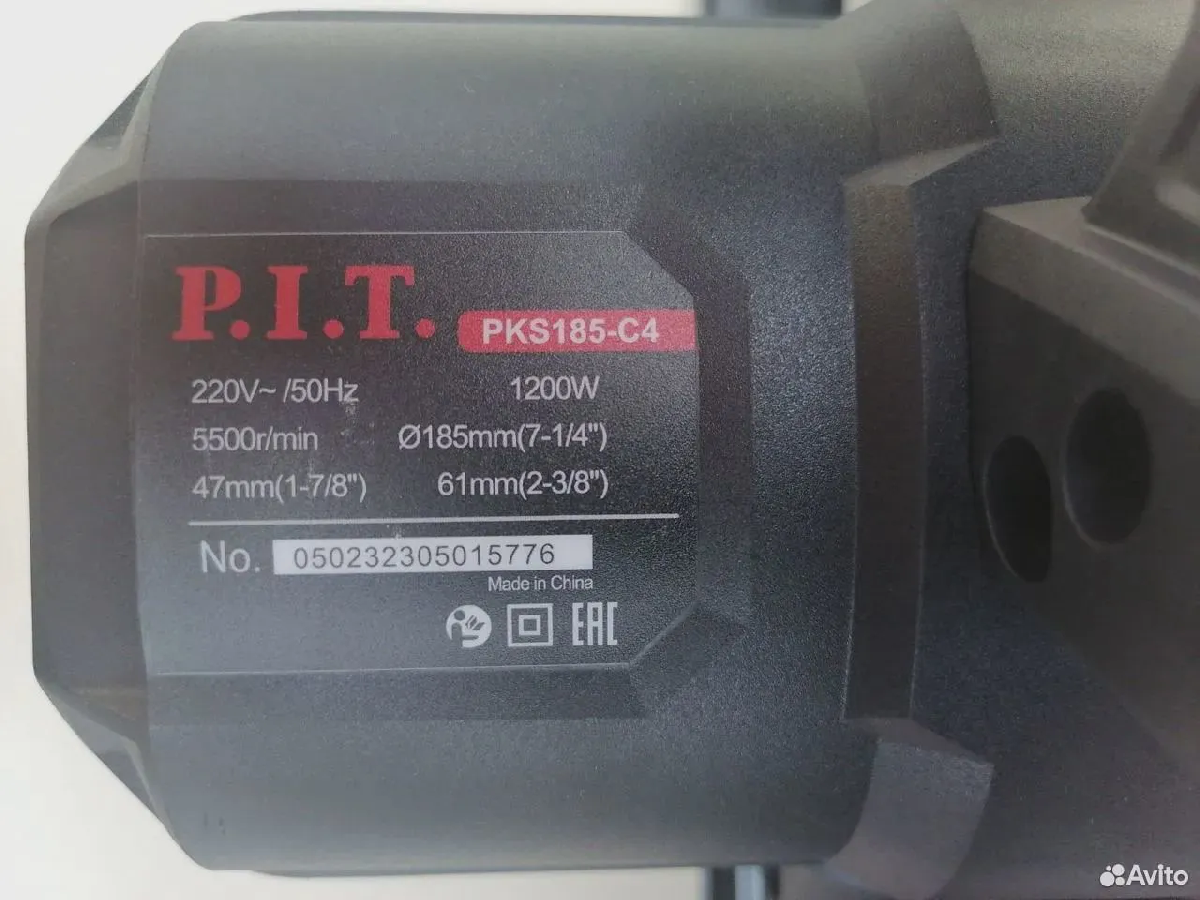 P.I.T.
PKS185-C4
220V~ /50Hz 1200W
5500r/min Ø185mm(7-1/4")
47mm(1-7/8") 61mm(2-3/8")
No. 050232305015776
Made in China
EAC
Avito